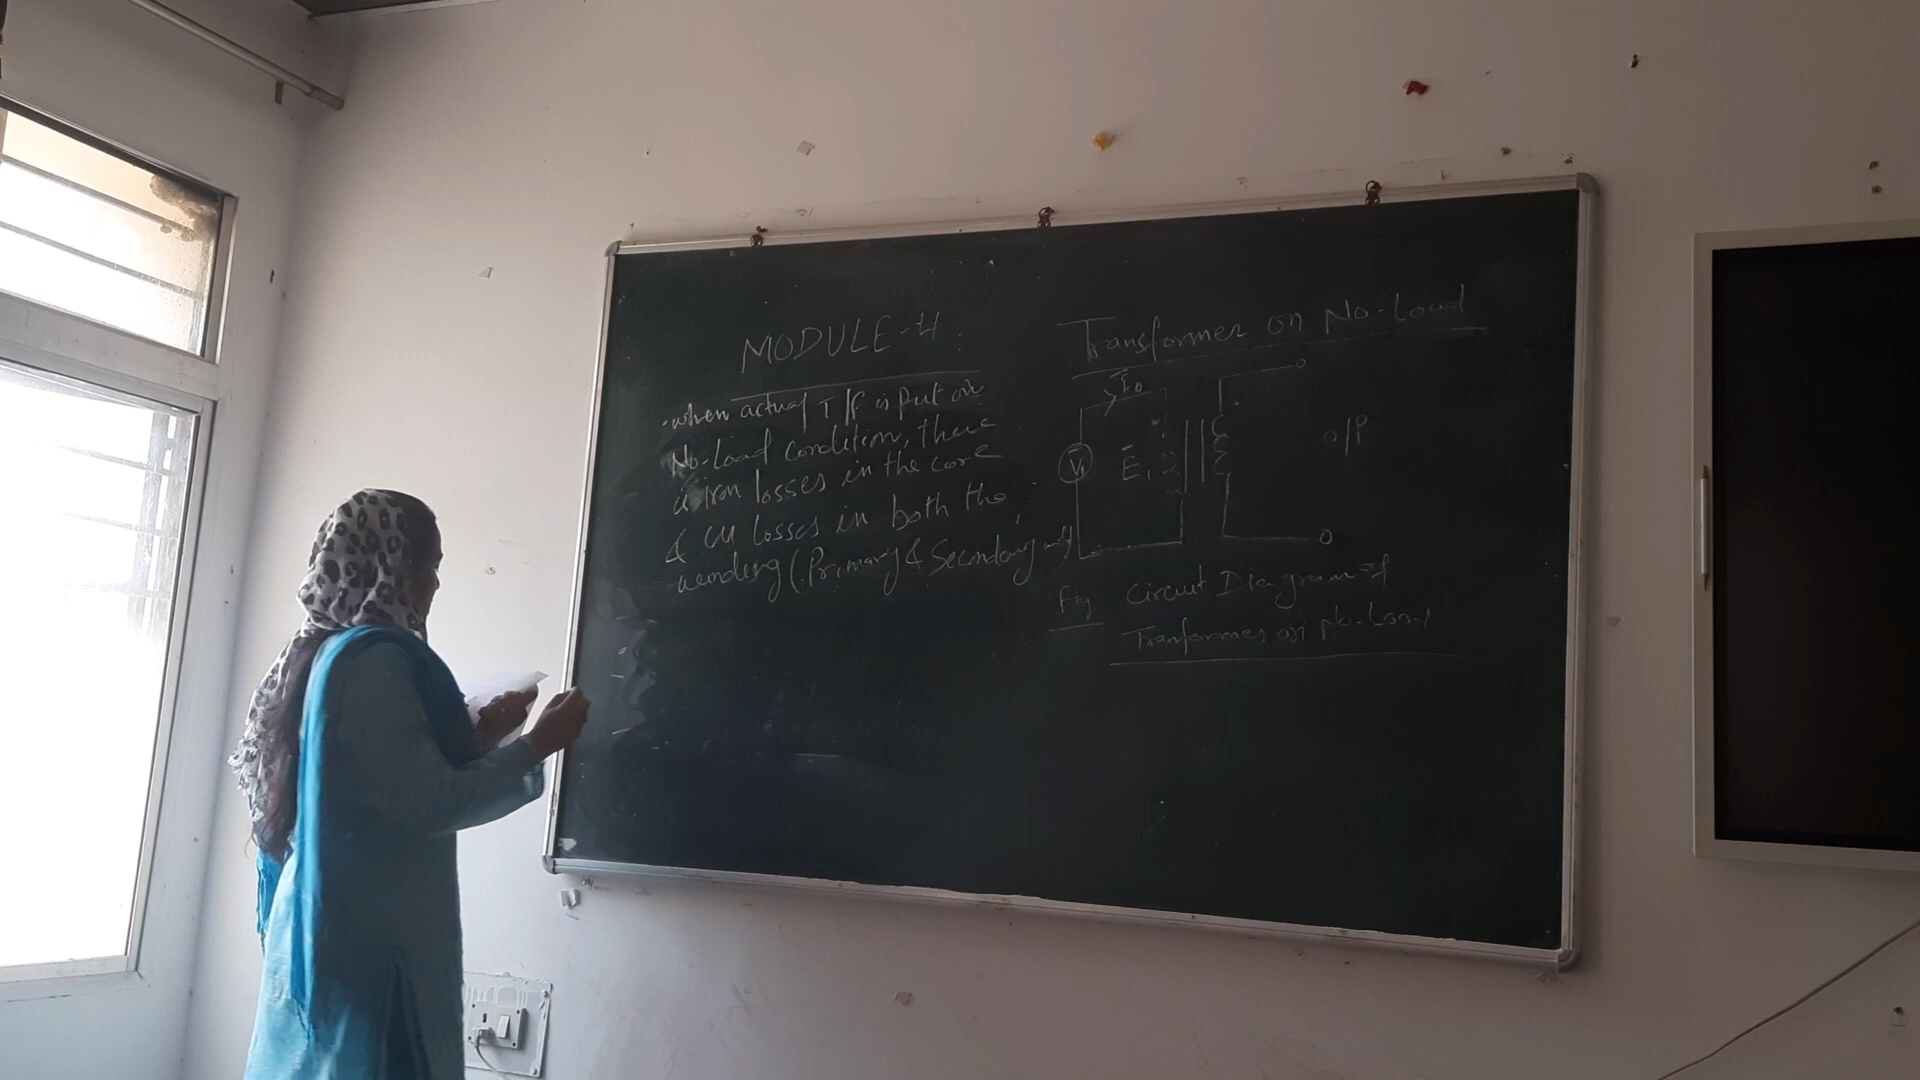 MODULE-4
when actual T/F is Put on
No-Load condition, there
is iron losses in the core
& cu losses in both the
winding (Primary & Secondary
Transformer on No-Load
I0
V1
E1
o/p
Fig Circuit Diagram of
Tranformer on No-Load